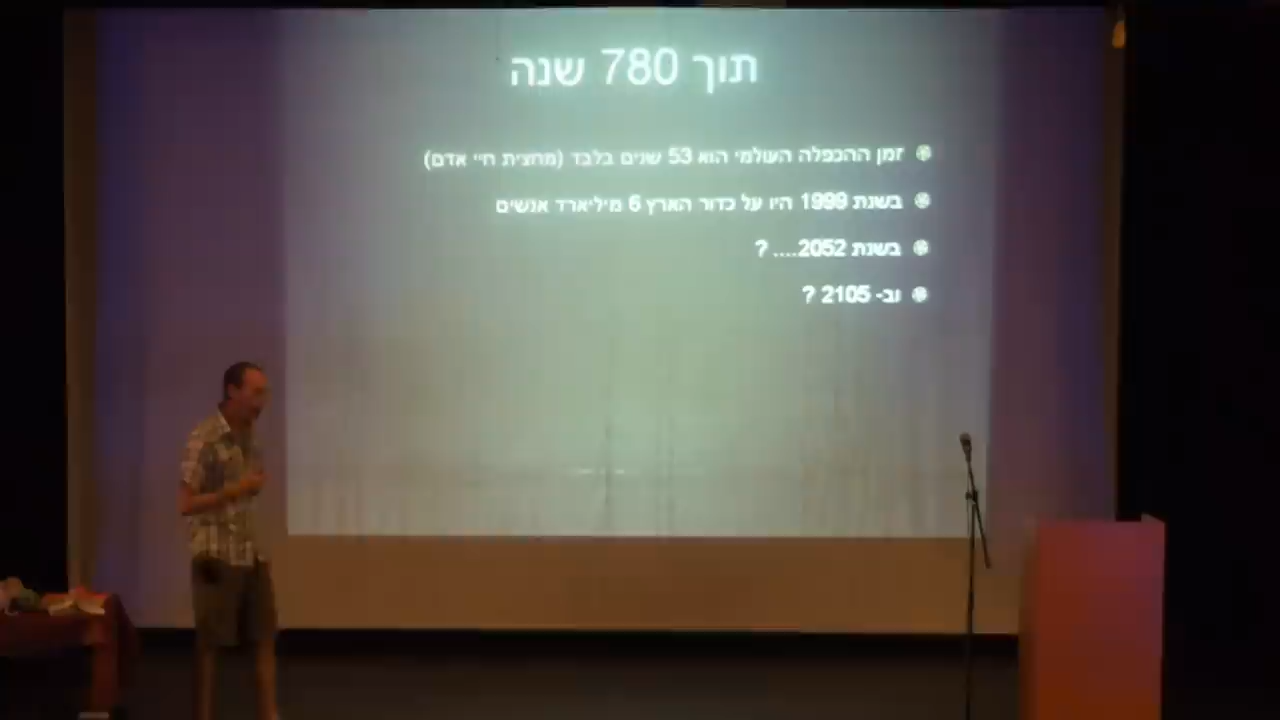 תוך 780 שנה
זמן ההכפלה העולמי הוא 53 שנים בלבד (מחצית חיי אדם)
בשנת 1999 היו על כדור הארץ 6 מיליארד אנשים
בשנת 2052.... ?
וב- 2105 ?